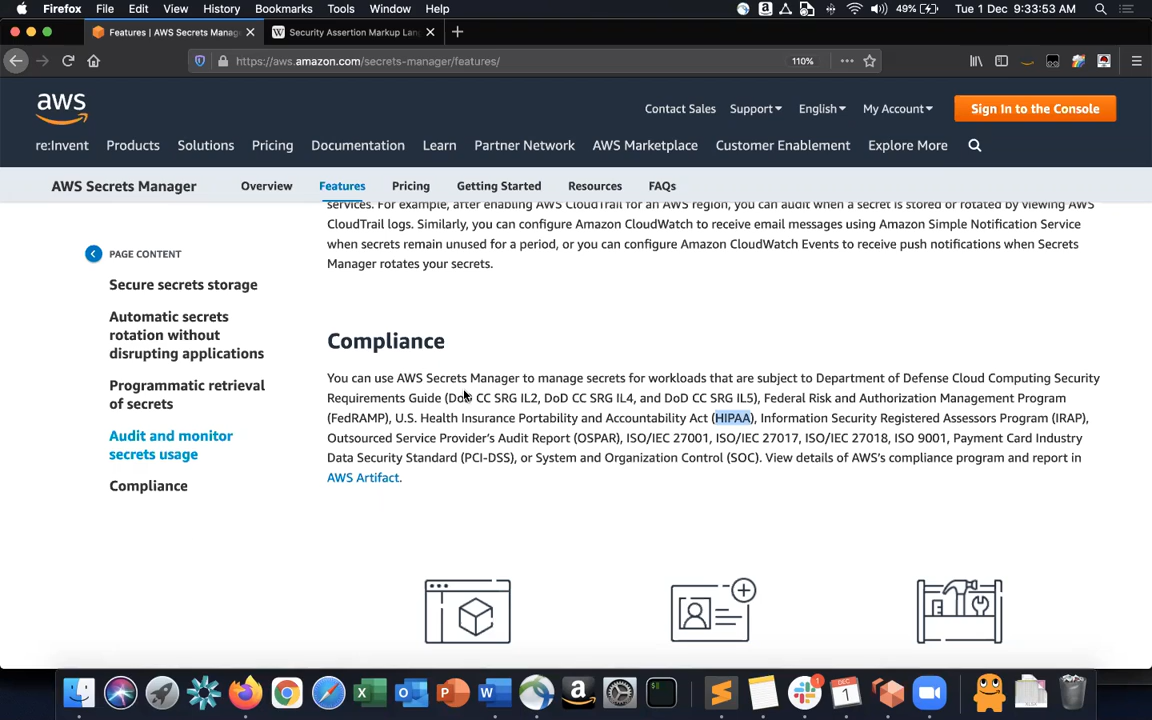 Firefox File Edit View History Bookmarks Tools Window Help 49% Tue 1 Dec 9:33:53 AM
Features | AWS Secrets Mana
Security Assertion Markup Lan
https://aws.amazon.com/secrets-manager/features/ 110%
aws
Contact Sales Support English My Account Sign In to the Console
re:Invent Products Solutions Pricing Documentation Learn Partner Network AWS Marketplace Customer Enablement Explore More
AWS Secrets Manager Overview Features Pricing Getting Started Resources FAQs
PAGE CONTENT
Secure secrets storage
Automatic secrets
rotation without
disrupting applications
Programmatic retrieval
of secrets
Audit and monitor
secrets usage
Compliance
services. For example, after enabling AWS CloudTrail for an AWS region, you can audit when a secret is stored or rotated by viewing AWS
CloudTrail logs. Similarly, you can configure Amazon CloudWatch to receive email messages using Amazon Simple Notification Service
when secrets remain unused for a period, or you can configure Amazon CloudWatch Events to receive push notifications when Secrets
Manager rotates your secrets.
Compliance
You can use AWS Secrets Manager to manage secrets for workloads that are subject to Department of Defense Cloud Computing Security
Requirements Guide (DoD CC SRG IL2, DoD CC SRG IL4, and DoD CC SRG IL5), Federal Risk and Authorization Management Program
(FedRAMP), U.S. Health Insurance Portability and Accountability Act (HIPAA), Information Security Registered Assessors Program (IRAP),
Outsourced Service Provider's Audit Report (OSPAR), ISO/IEC 27001, ISO/IEC 27017, ISO/IEC 27018, ISO 9001, Payment Card Industry
Data Security Standard (PCI-DSS), or System and Organization Control (SOC). View details of AWS's compliance program and report in
AWS Artifact.